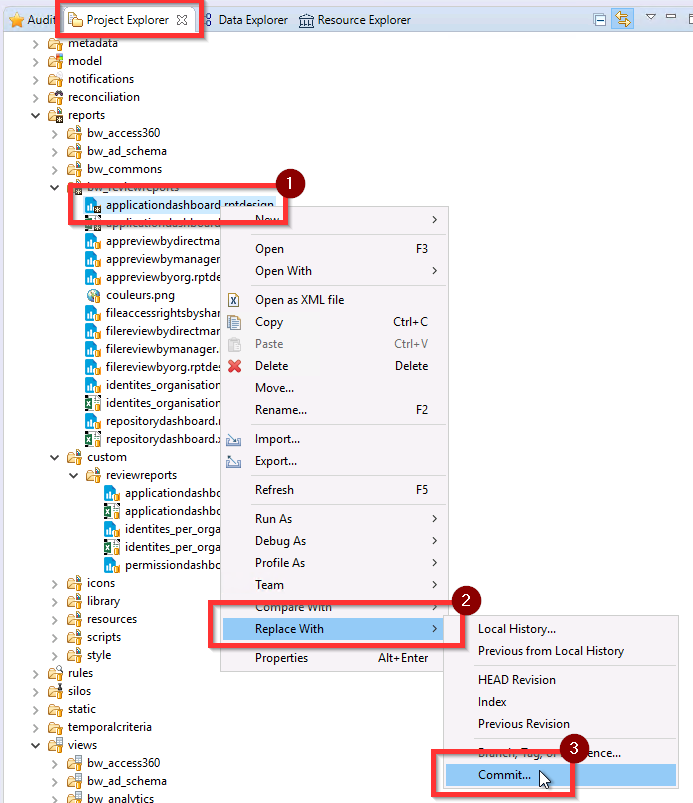 Audit
Project Explorer
Data Explorer
Resource Explorer
metadata
model
notifications
reconciliation
reports
bw_access360
bw_ad_schema
bw_commons
bw_reviewreports
1
applicationdashboard.rptdesign
applicationdashboard
appreviewbydirectma
appreviewbymanager
appreviewbyorg.rptde
couleurs.png
fileaccessrightsbyshar
filereviewbydirectmar
filereviewbymanager.
filereviewbyorg.rptdes
identites_organisation
identites_organisation
repositorydashboard.r
repositorydashboard.x
custom
reviewreports
applicationdashbo
applicationdashbo
identites_per_orga
identites_per_orga
permissiondashbo
icons
library
resources
scripts
style
rules
silos
static
temporalcriteria
views
bw_access360
bw_ad_schema
bw_analytics
New
Open F3
Open With
Open as XML file
Copy Ctrl+C
Paste Ctrl+V
Delete Delete
Move...
Rename... F2
Import...
Export...
Refresh F5
Run As
Debug As
Profile As
Team
Compare With
2
Replace With
Properties Alt+Enter
Local History...
Previous from Local History
HEAD Revision
Index
Previous Revision
Branch, Tag, or Reference...
3
Commit...